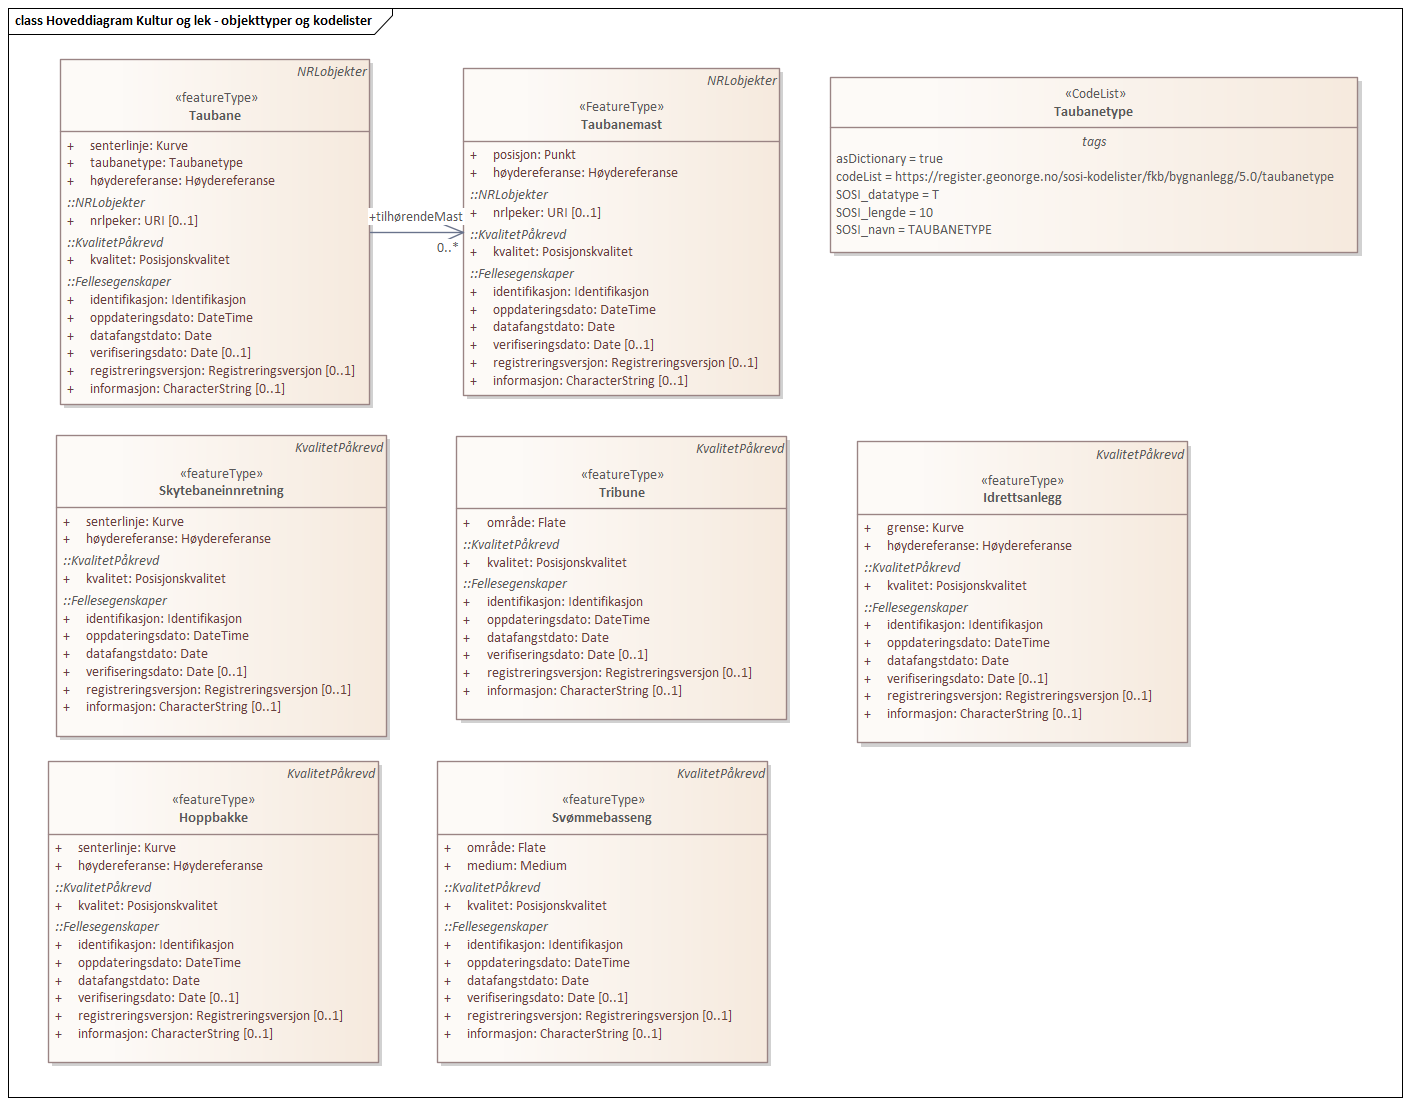 class Hoveddiagram Kultur og lek - objekttyper og kodelister
NRLobjekter
«featureType»
Taubane
+ senterlinje: Kurve
+ taubanetype: Taubanetype
+ høydereferanse: Høydereferanse
::NRLobjekter
+ nrlpeker: URI [0..1]
::KvalitetPåkrevd
+ kvalitet: Posisjonskvalitet
::Fellesegenskaper
+ identifikasjon: Identifikasjon
+ oppdateringsdato: DateTime
+ datafangstdato: Date
+ verifiseringsdato: Date [0..1]
+ registreringsversjon: Registreringsversjon [0..1]
+ informasjon: CharacterString [0..1]
+tilhørendeMast
0..*
NRLobjekter
«FeatureType»
Taubanemast
+ posisjon: Punkt
+ høydereferanse: Høydereferanse
::NRLobjekter
+ nrlpeker: URI [0..1]
::KvalitetPåkrevd
+ kvalitet: Posisjonskvalitet
::Fellesegenskaper
+ identifikasjon: Identifikasjon
+ oppdateringsdato: DateTime
+ datafangstdato: Date
+ verifiseringsdato: Date [0..1]
+ registreringsversjon: Registreringsversjon [0..1]
+ informasjon: CharacterString [0..1]
«CodeList»
Taubanetype
tags
asDictionary = true
codeList = https://register.geonorge.no/sosi-kodelister/fkb/bygnanlegg/5.0/taubanetype
SOSI_datatype = T
SOSI_lengde = 10
SOSI_navn = TAUBANETYPE
KvalitetPåkrevd
«featureType»
Skytebaneinnretning
+ senterlinje: Kurve
+ høydereferanse: Høydereferanse
::KvalitetPåkrevd
+ kvalitet: Posisjonskvalitet
::Fellesegenskaper
+ identifikasjon: Identifikasjon
+ oppdateringsdato: DateTime
+ datafangstdato: Date
+ verifiseringsdato: Date [0..1]
+ registreringsversjon: Registreringsversjon [0..1]
+ informasjon: CharacterString [0..1]
KvalitetPåkrevd
«featureType»
Tribune
+ område: Flate
::KvalitetPåkrevd
+ kvalitet: Posisjonskvalitet
::Fellesegenskaper
+ identifikasjon: Identifikasjon
+ oppdateringsdato: DateTime
+ datafangstdato: Date
+ verifiseringsdato: Date [0..1]
+ registreringsversjon: Registreringsversjon [0..1]
+ informasjon: CharacterString [0..1]
KvalitetPåkrevd
«featureType»
Idrettsanlegg
+ grense: Kurve
+ høydereferanse: Høydereferanse
::KvalitetPåkrevd
+ kvalitet: Posisjonskvalitet
::Fellesegenskaper
+ identifikasjon: Identifikasjon
+ oppdateringsdato: DateTime
+ datafangstdato: Date
+ verifiseringsdato: Date [0..1]
+ registreringsversjon: Registreringsversjon [0..1]
+ informasjon: CharacterString [0..1]
KvalitetPåkrevd
«featureType»
Hoppbakke
+ senterlinje: Kurve
+ høydereferanse: Høydereferanse
::KvalitetPåkrevd
+ kvalitet: Posisjonskvalitet
::Fellesegenskaper
+ identifikasjon: Identifikasjon
+ oppdateringsdato: DateTime
+ datafangstdato: Date
+ verifiseringsdato: Date [0..1]
+ registreringsversjon: Registreringsversjon [0..1]
+ informasjon: CharacterString [0..1]
KvalitetPåkrevd
«featureType»
Svømmebasseng
+ område: Flate
+ medium: Medium
::KvalitetPåkrevd
+ kvalitet: Posisjonskvalitet
::Fellesegenskaper
+ identifikasjon: Identifikasjon
+ oppdateringsdato: DateTime
+ datafangstdato: Date
+ verifiseringsdato: Date [0..1]
+ registreringsversjon: Registreringsversjon [0..1]
+ informasjon: CharacterString [0..1]